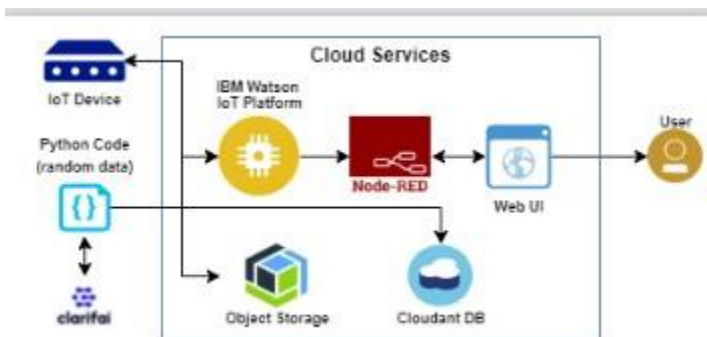 Cloud Services
IoT Device
IBM Watson
IoT Platform
Python Code
(random data)
Node-RED
Web UI
User
clarifai
Object Storage
Cloudant DB